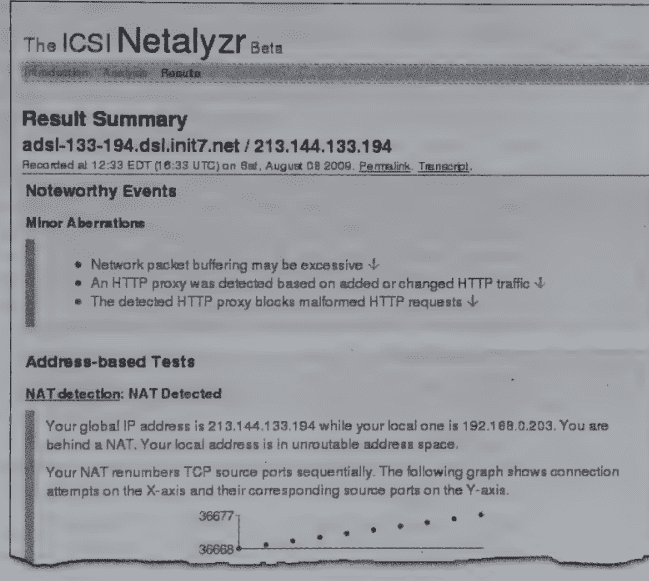 The ICSI Netalyzr Beta
Introduction Analysis Results
Result Summary
adsl-133-194.dsl.init7.net / 213.144.133.194
Recorded at 12:33 EDT (16:33 UTC) on Sat, August 08 2009. Permalink. Transcript.
Noteworthy Events
Minor Aberrations
• Network packet buffering may be excessive ↓
• An HTTP proxy was detected based on added or changed HTTP traffic ↓
• The detected HTTP proxy blocks malformed HTTP requests ↓
Address-based Tests
NAT detection: NAT Detected
Your global IP address is 213.144.133.194 while your local one is 192.168.0.203. You are
behind a NAT. Your local address is in unroutable address space.
Your NAT renumbers TCP source ports sequentially. The following graph shows connection
attempts on the X-axis and their corresponding source ports on the Y-axis.
36677
36668